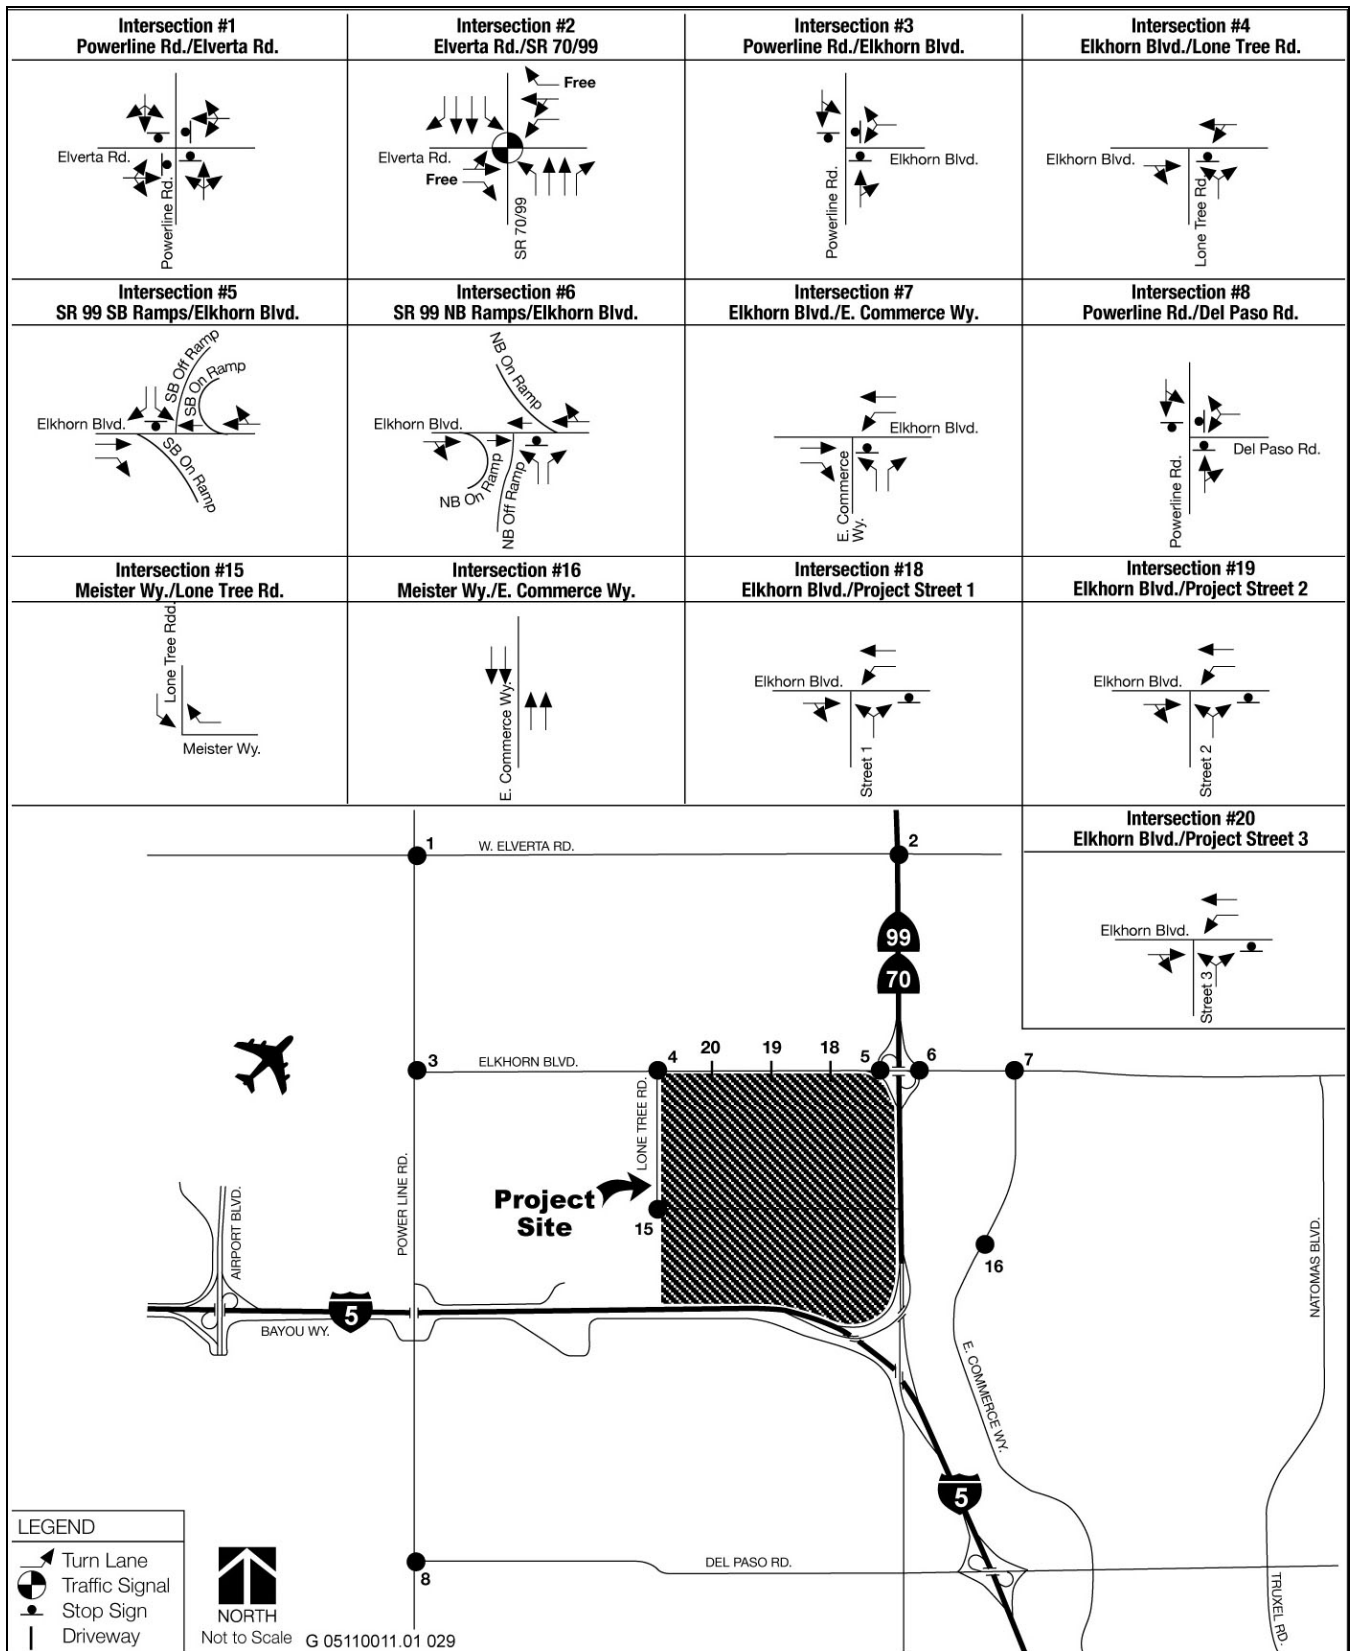 Intersection #1
Powerline Rd./Elverta Rd.
Elverta Rd.
Powerline Rd.
Intersection #2
Elverta Rd./SR 70/99
Free
Elverta Rd.
Free
SR 70/99
Intersection #3
Powerline Rd./Elkhorn Blvd.
Elkhorn Blvd.
Powerline Rd.
Intersection #4
Elkhorn Blvd./Lone Tree Rd.
Elkhorn Blvd.
Lone Tree Rd.
Intersection #5
SR 99 SB Ramps/Elkhorn Blvd.
SB Off Ramp
SB On Ramp
Elkhorn Blvd.
SB On Ramp
Intersection #6
SR 99 NB Ramps/Elkhorn Blvd.
NB On Ramp
Elkhorn Blvd.
NB On Ramp
NB Off Ramp
Intersection #7
Elkhorn Blvd./E. Commerce Wy.
Elkhorn Blvd.
E. Commerce
Wy.
Intersection #8
Powerline Rd./Del Paso Rd.
Del Paso Rd.
Powerline Rd.
Intersection #15
Meister Wy./Lone Tree Rd.
Lone Tree Rdd.
Meister Wy.
Intersection #16
Meister Wy./E. Commerce Wy.
E. Commerce Wy.
Intersection #18
Elkhorn Blvd./Project Street 1
Elkhorn Blvd.
Street 1
Intersection #19
Elkhorn Blvd./Project Street 2
Elkhorn Blvd.
Street 2
Intersection #20
Elkhorn Blvd./Project Street 3
Elkhorn Blvd.
Street 3
1
W. ELVERTA RD.
2
99
70
3
ELKHORN BLVD.
4
20
19
18
5
6
7
LONE TREE RD.
POWER LINE RD.
Project
Site
15
16
AIRPORT BLVD.
NATOMAS BLVD.
5
BAYOU WY.
E. COMMERCE WY.
5
8
DEL PASO RD.
TRUXEL RD.
LEGEND
Turn Lane
Traffic Signal
Stop Sign
Driveway
NORTH
Not to Scale
G 05110011.01 029